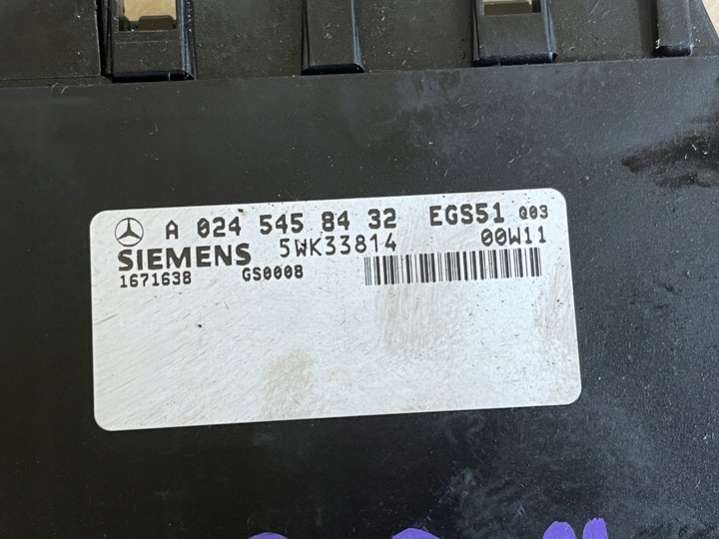 A 024 545 84 32 EGS51 Q03
SIEMENS 5WK33814 00W11
1671638 GS0008